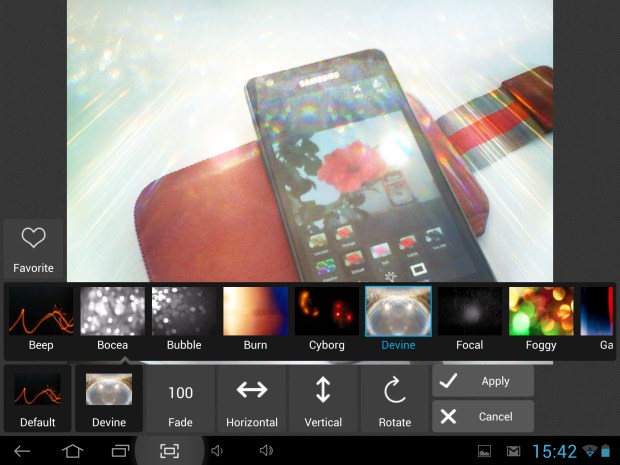 SAMSUNG
Favorite
Beep Bocea Bubble Burn Cyborg Devine Focal Foggy Ga
Default Devine 100 Fade Horizontal Vertical Rotate Apply
Cancel
15:42